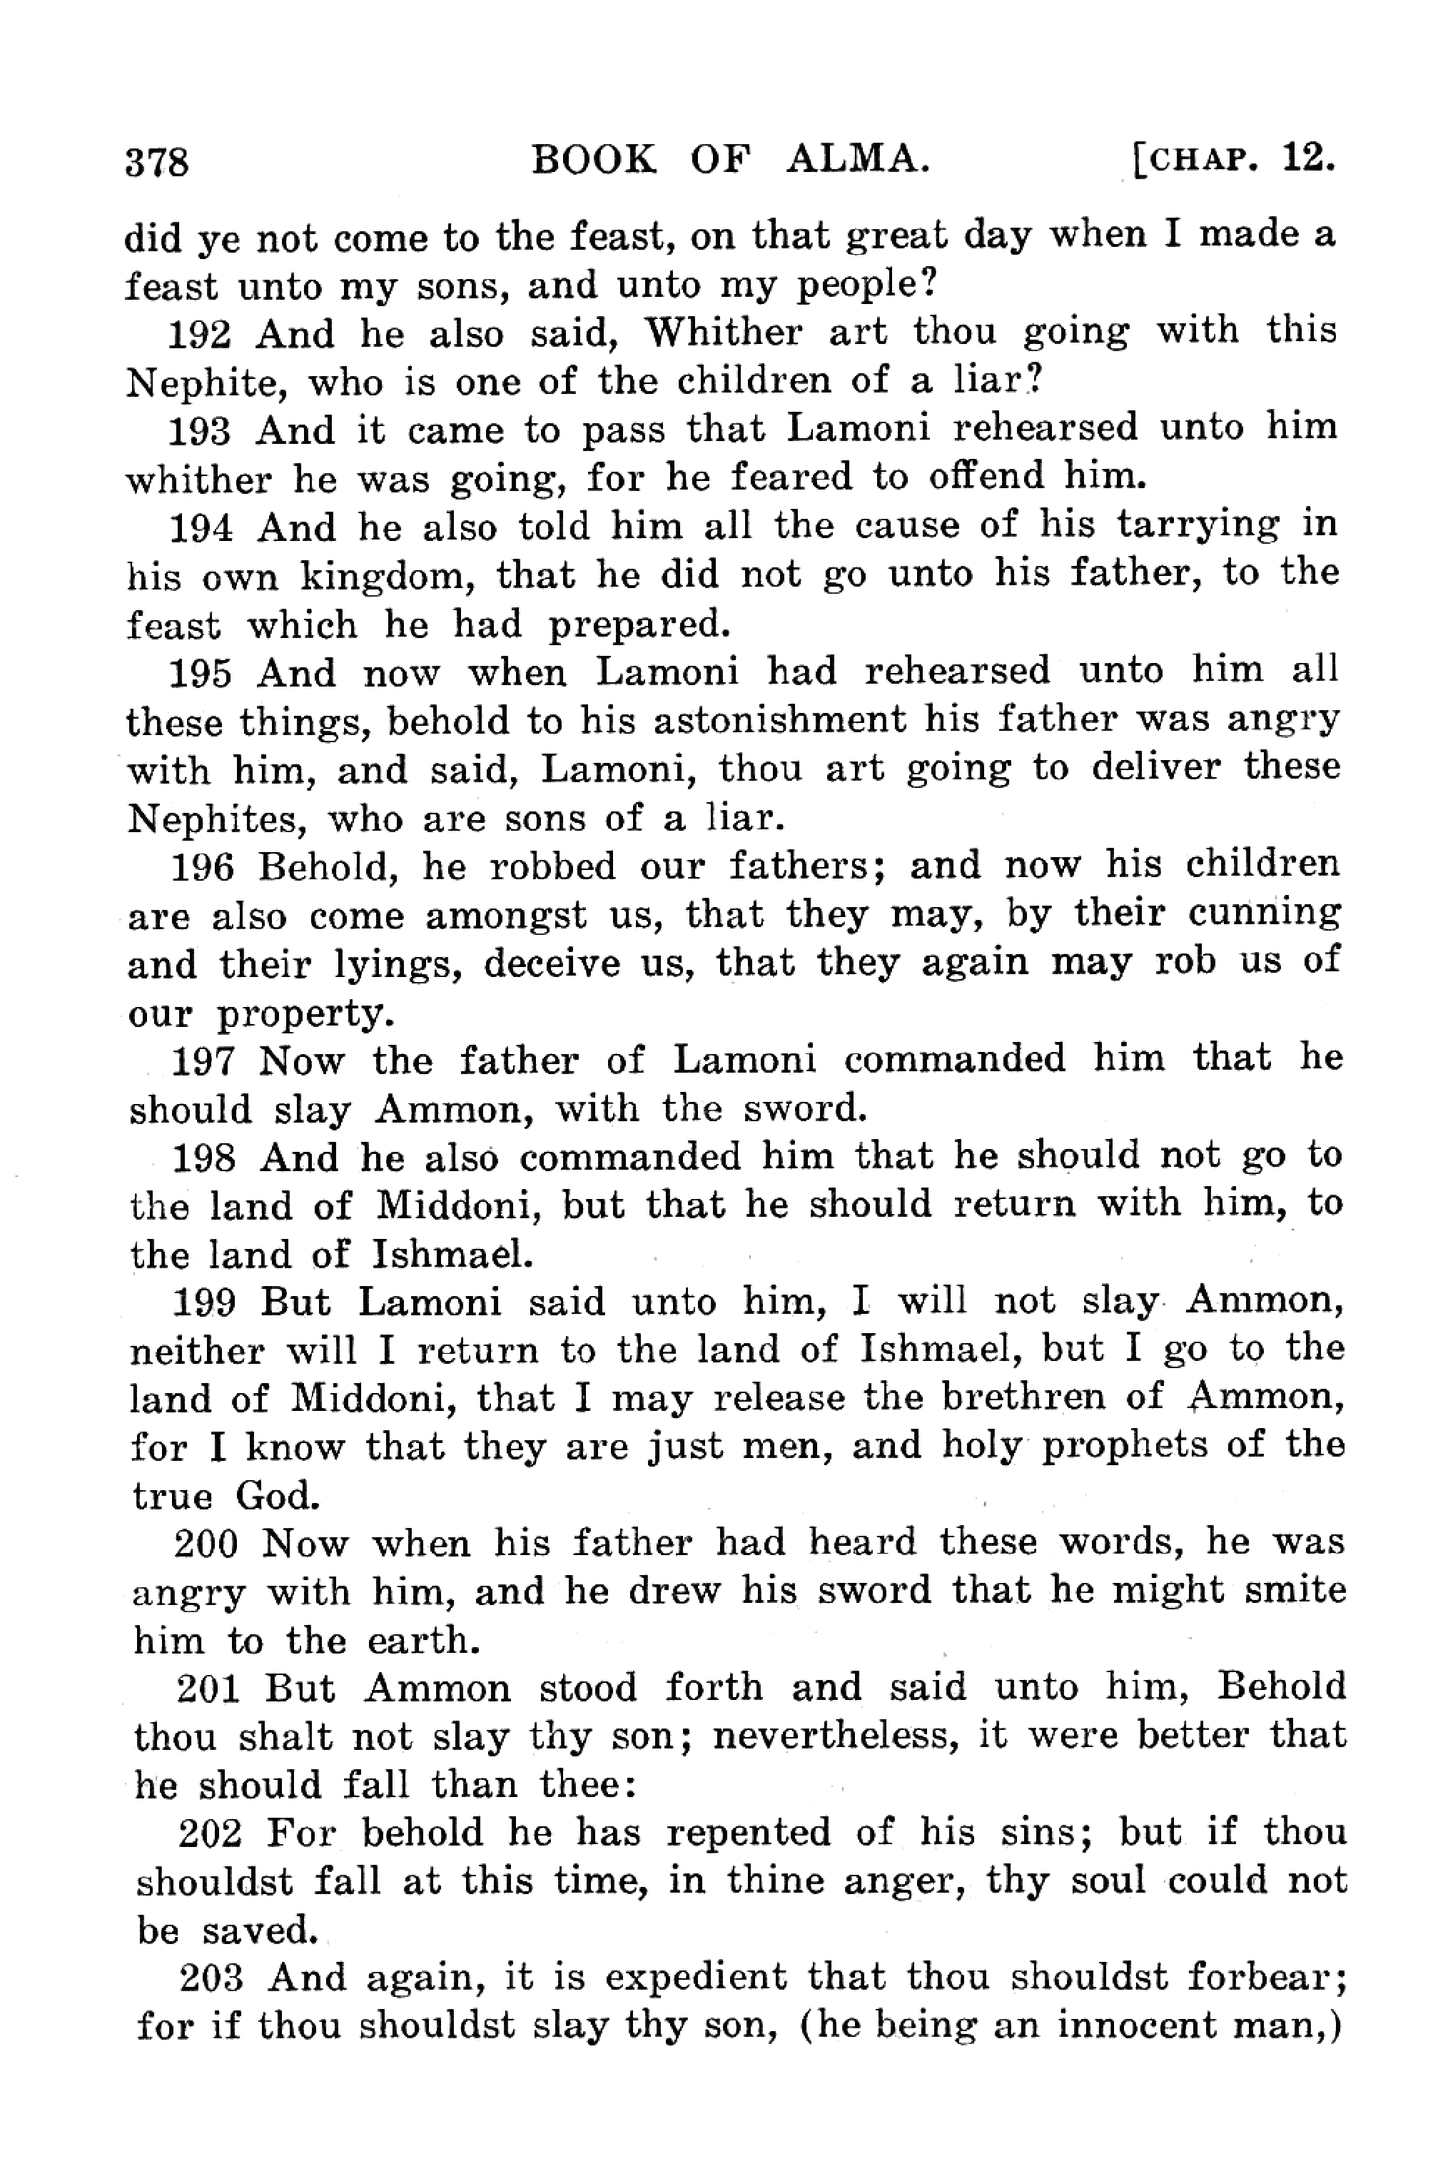 378 BOOK OF ALMA. [CHAP. 12.
did ye not come to the feast, on that great day when I made a
feast unto my sons, and unto my people?
192 And he also said, Whither art thou going with this
Nephite, who is one of the children of a liar?
193 And it came to pass that Lamoni rehearsed unto him
whither he was going, for he feared to offend him.
194 And he also told him all the cause of his tarrying in
his own kingdom, that he did not go unto his father, to the
feast which he had prepared.
195 And now when Lamoni had rehearsed unto him all
these things, behold to his astonishment his father was angry
with him, and said, Lamoni, thou art going to deliver these
Nephites, who are sons of a liar.
196 Behold, he robbed our fathers; and now his children
are also come amongst us, that they may, by their cunning
and their lyings, deceive us, that they again may rob us of
our property.
197 Now the father of Lamoni commanded him that he
should slay Ammon, with the sword.
198 And he also commanded him that he should not go to
the land of Middoni, but that he should return with him, to
the land of Ishmael.
199 But Lamoni said unto him, I will not slay Ammon,
neither will I return to the land of Ishmael, but I go to the
land of Middoni, that I may release the brethren of Ammon,
for I know that they are just men, and holy prophets of the
true God.
200 Now when his father had heard these words, he was
angry with him, and he drew his sword that he might smite
him to the earth.
201 But Ammon stood forth and said unto him, Behold
thou shalt not slay thy son; nevertheless, it were better that
he should fall than thee:
202 For behold he has repented of his sins; but if thou
shouldst fall at this time, in thine anger, thy soul could not
be saved.
203 And again, it is expedient that thou shouldst forbear;
for if thou shouldst slay thy son, (he being an innocent man,)